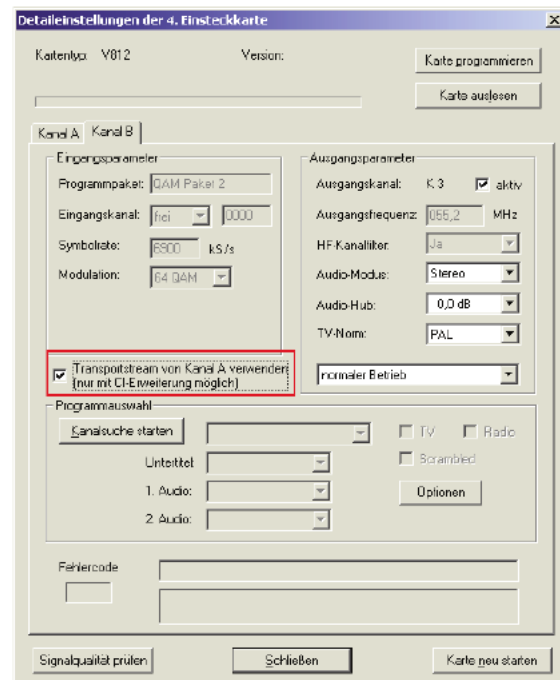 Detaileinstellungen der 4. Einsteckkarte
Kartentyp: V812 Version:
Karte programmieren
Karte auslesen
Kanal A Kanal B
Eingangsparameter
Programmpaket: QAM Paket 2
Eingangskanal: frei 0000
Symbolrate: 6900 kS/s
Modulation: 64 QAM
Transportstream von Kanal A verwenden
(nur mit CI-Erweiterung möglich)
Ausgangsparameter
Ausgangskanal: K 3 aktiv
Ausgangsfrequenz: 055,2 MHz
HF-Kanalfilter: Ja
Audio-Modus: Stereo
Audio-Hub: 0,0 dB
TV-Norm: PAL
normaler Betrieb
Programmauswahl
Kanalsuche starten
TV Radio
Scrambled
Untertitel:
1. Audio:
2. Audio:
Optionen
Fehlercode
Signalqualität prüfen
Schließen
Karte neu starten